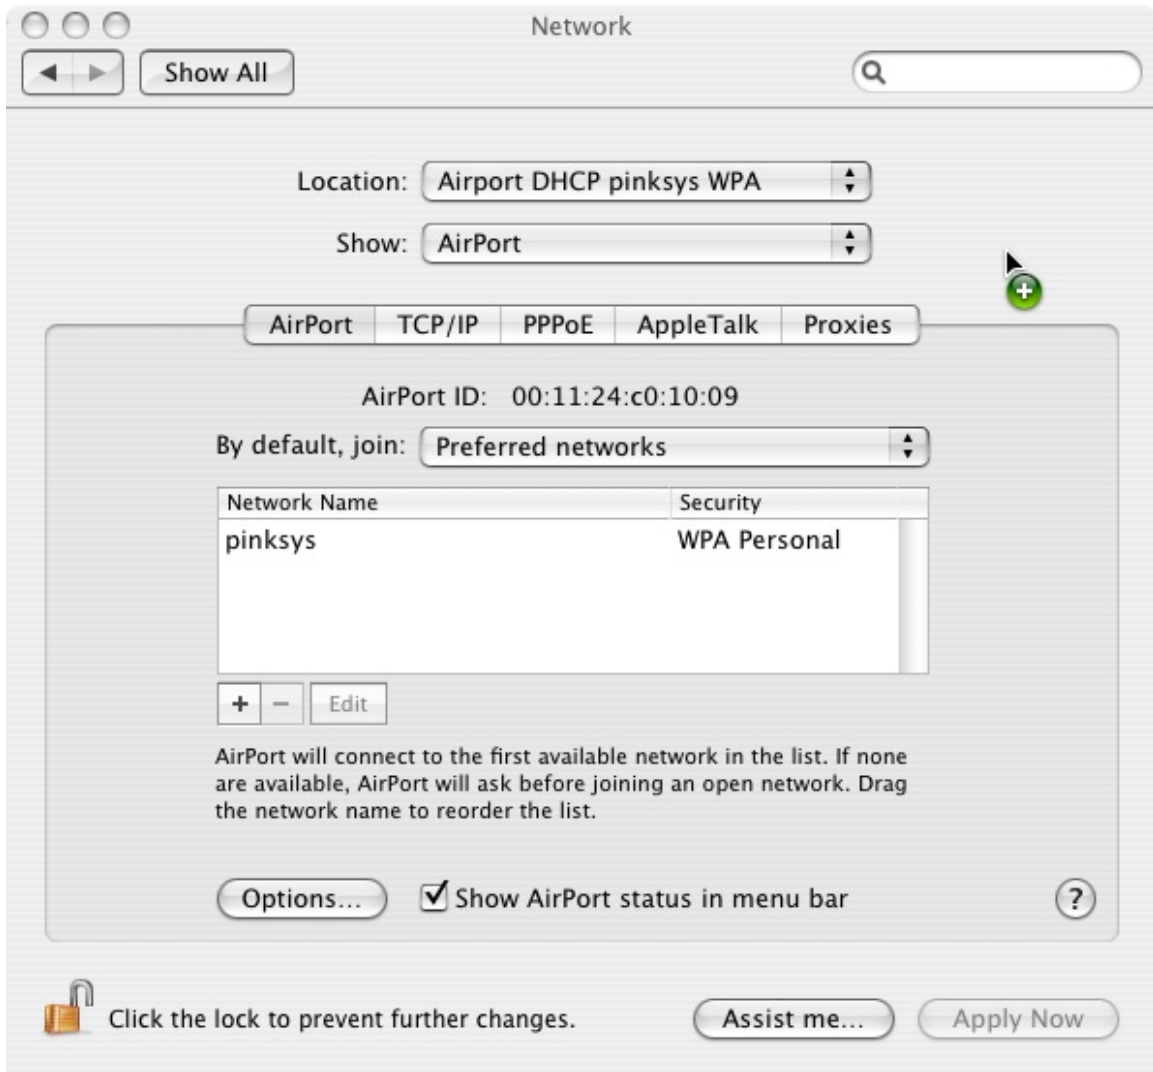 Network
Show All
Location: Airport DHCP pinksys WPA
Show: AirPort
AirPort TCP/IP PPPoE AppleTalk Proxies
AirPort ID: 00:11:24:c0:10:09
By default, join: Preferred networks
Network Name Security
pinksys WPA Personal
+ − Edit
AirPort will connect to the first available network in the list. If none
are available, AirPort will ask before joining an open network. Drag
the network name to reorder the list.
Options... Show AirPort status in menu bar ?
Click the lock to prevent further changes. Assist me... Apply Now